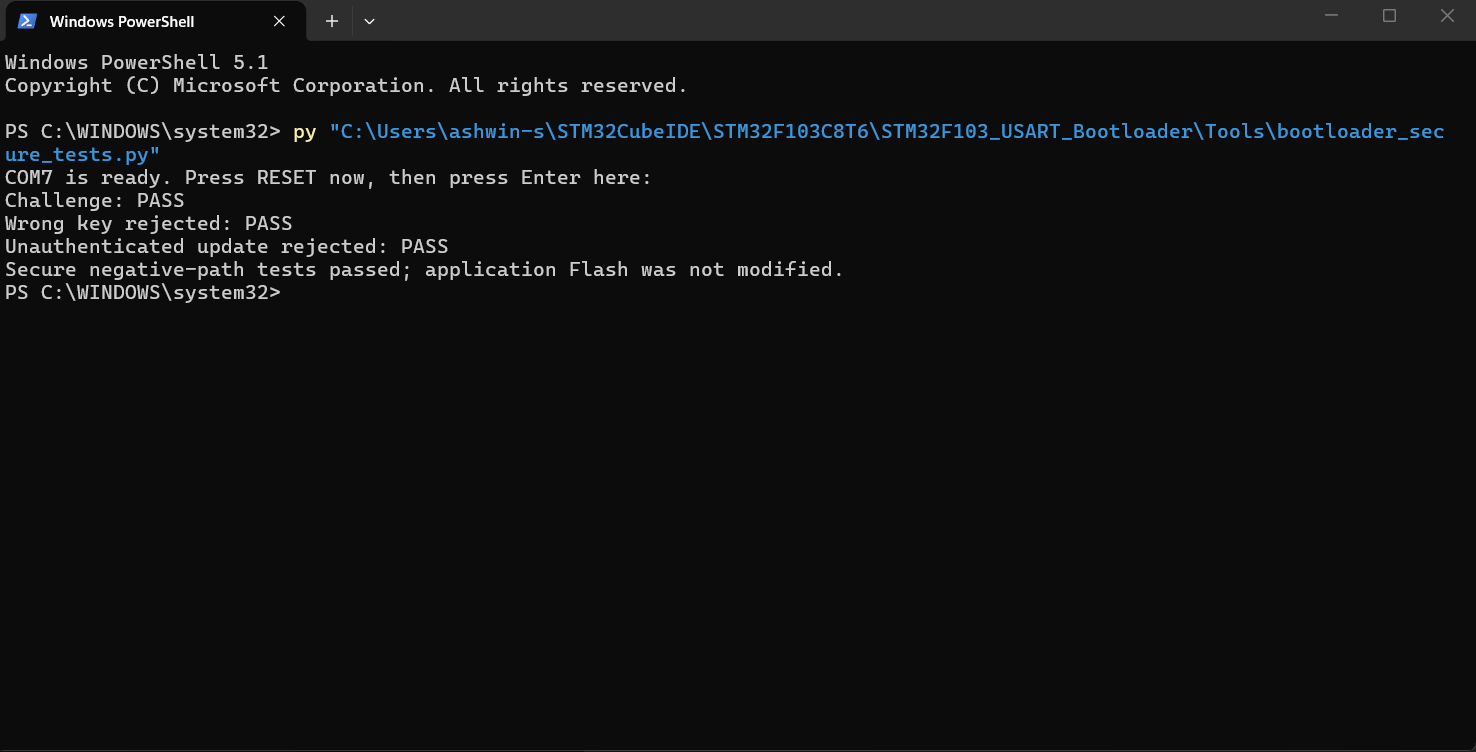 Windows PowerShell
Windows PowerShell 5.1
Copyright (C) Microsoft Corporation. All rights reserved.
PS C:\WINDOWS\system32> py "C:\Users\ashwin-s\STM32CubeIDE\STM32F103C8T6\STM32F103_USART_Bootloader\Tools\bootloader_sec
ure_tests.py"
COM7 is ready. Press RESET now, then press Enter here:
Challenge: PASS
Wrong key rejected: PASS
Unauthenticated update rejected: PASS
Secure negative-path tests passed; application Flash was not modified.
PS C:\WINDOWS\system32>